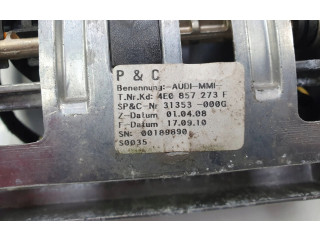 P & C
Benennung: AUDI-MMI
T.Nr.Kd: 4E0 857 273 F
SP&C-Nr 31353 -000G
Z-Datum 01.04.08
F.Datum 17.09.10
SN: 00189890
S0035